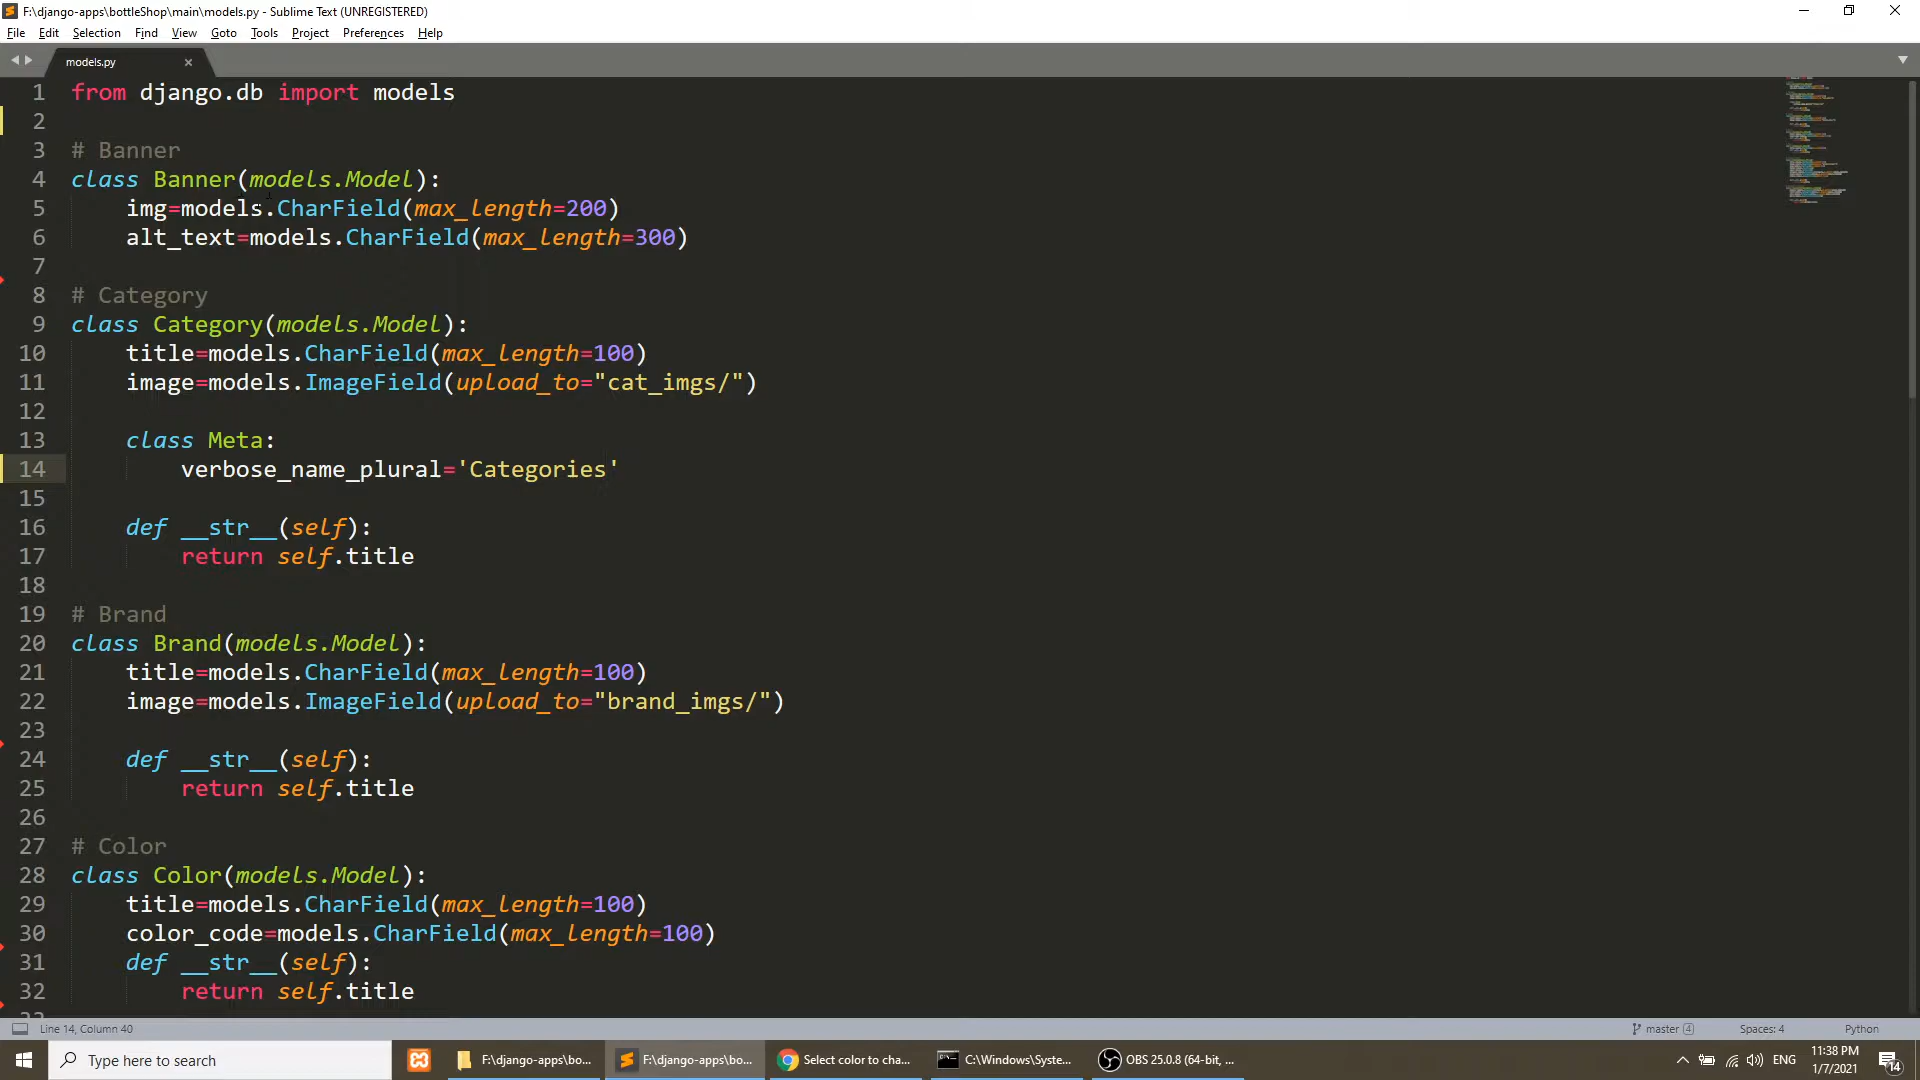 F:\django-apps\bottleShop\main\models.py - Sublime Text (UNREGISTERED)
File Edit Selection Find View Goto Tools Project Preferences Help
models.py
1 from django.db import models
2
3 # Banner
4 class Banner(models.Model):
5 img=models.CharField(max_length=200)
6 alt_text=models.CharField(max_length=300)
7
8 # Category
9 class Category(models.Model):
10 title=models.CharField(max_length=100)
11 image=models.ImageField(upload_to="cat_imgs/")
12
13 class Meta:
14 verbose_name_plural='Categories'
15
16 def __str__(self):
17 return self.title
18
19 # Brand
20 class Brand(models.Model):
21 title=models.CharField(max_length=100)
22 image=models.ImageField(upload_to="brand_imgs/")
23
24 def __str__(self):
25 return self.title
26
27 # Color
28 class Color(models.Model):
29 title=models.CharField(max_length=100)
30 color_code=models.CharField(max_length=100)
31 def __str__(self):
32 return self.title
Line 14, Column 40 master 4 Spaces: 4 Python
Type here to search F:\django-apps\bo... F:\django-apps\bo... Select color to cha... C:\Windows\Syste... OBS 25.0.8 (64-bit, ... ENG 11:38 PM
1/7/2021 14